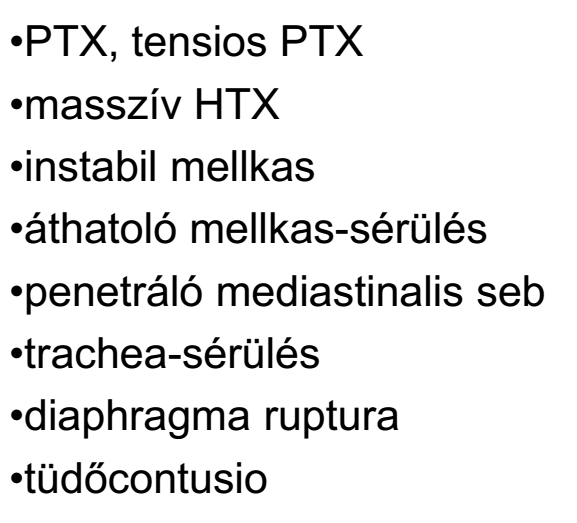 •PTX, tensios PTX
•masszív HTX
•instabil mellkas
•áthatoló mellkas-sérülés
•penetráló mediastinalis seb
•trachea-sérülés
•diaphragma ruptura
•tüdőcontusio